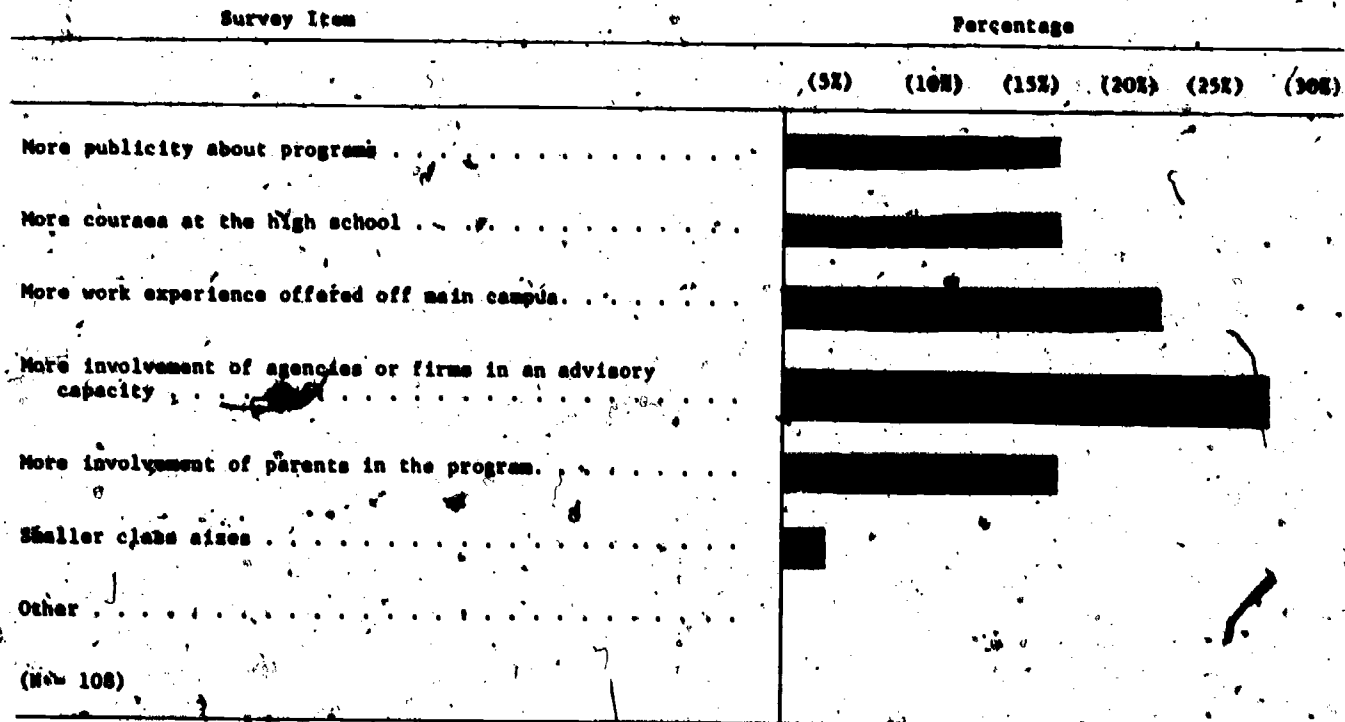 Survey Item Percentage
(5%) (10%) (15%) (20%) (25%) (30%)
More publicity about programs . . . . . . . . . . . . . . .
More courses at the high school . . . . . . . . . . . . . .
More work experience offered off main campus. . . . . . . .
More involvement of agencies or firms in an advisory
capacity . . . . . . . . . . . . . . . . . . . . . .
More involvement of parents in the program. . . . . . . . .
Smaller class sizes . . . . . . . . . . . . . . . . . . . .
Other . . . . . . . . . . . . . . . . . . . . . . . . . .
(N = 108)